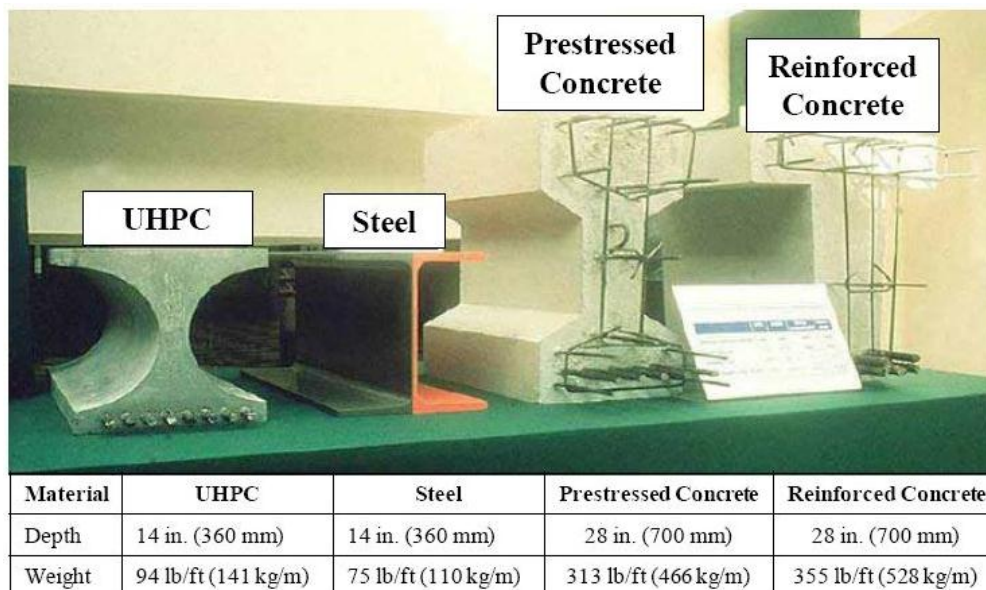 Prestressed
Concrete
Reinforced
Concrete
UHPC
Steel
Material UHPC Steel Prestressed Concrete Reinforced Concrete
Depth 14 in. (360 mm) 14 in. (360 mm) 28 in. (700 mm) 28 in. (700 mm)
Weight 94 lb/ft (141 kg/m) 75 lb/ft (110 kg/m) 313 lb/ft (466 kg/m) 355 lb/ft (528 kg/m)